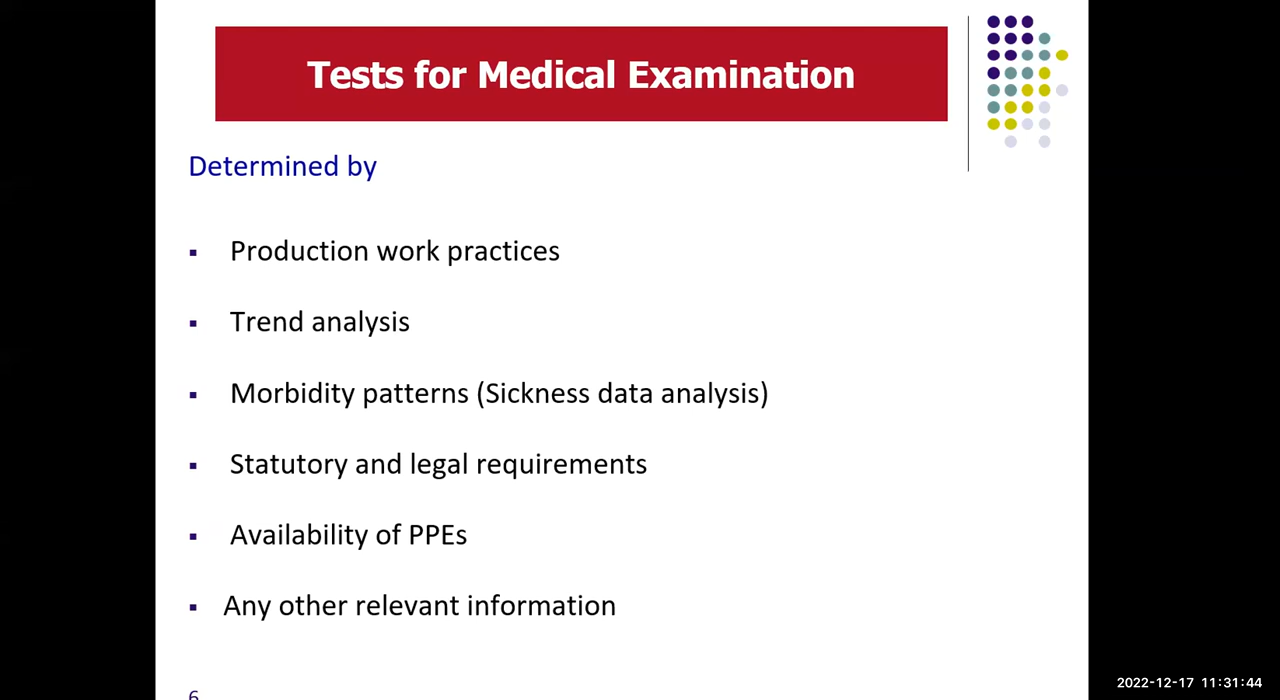 Tests for Medical Examination
Determined by
▪ Production work practices
▪ Trend analysis
▪ Morbidity patterns (Sickness data analysis)
▪ Statutory and legal requirements
▪ Availability of PPEs
▪ Any other relevant information
6
2022-12-17 11:31:44